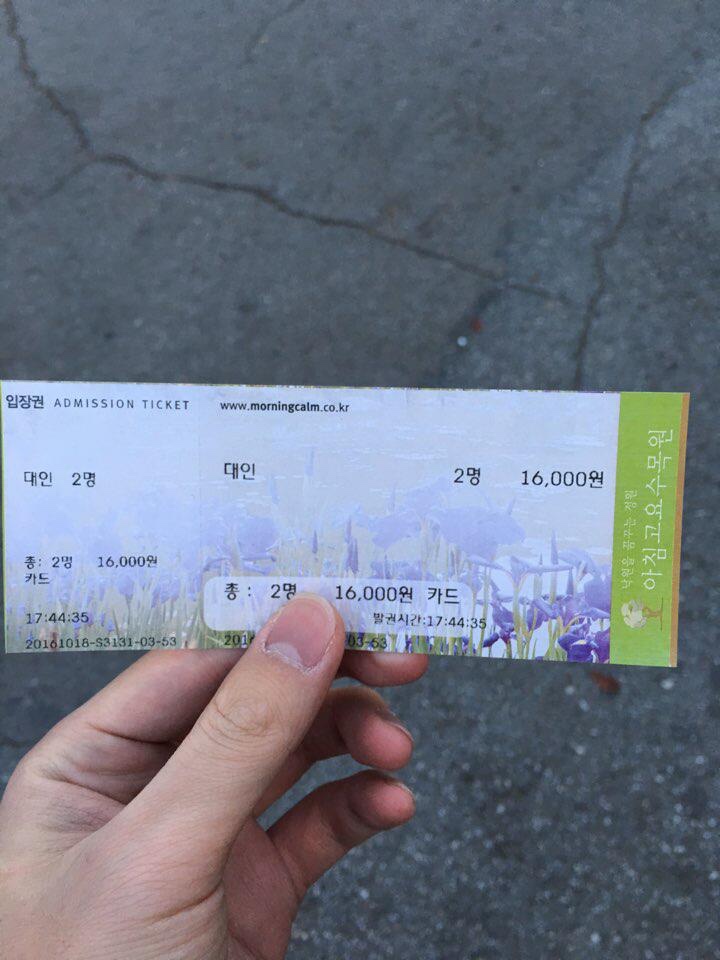 입장권 ADMISSION TICKET
대인 2명
총: 2명 16,000원
카드
17:44:35
20161018-S3131-03-53
www.morningcalm.co.kr
대인 2명 16,000원
총: 2명 16,000원 카드
발권시간:17:44:35
2016 03-53
낙원을 꿈꾸는 정원
아침고요수목원